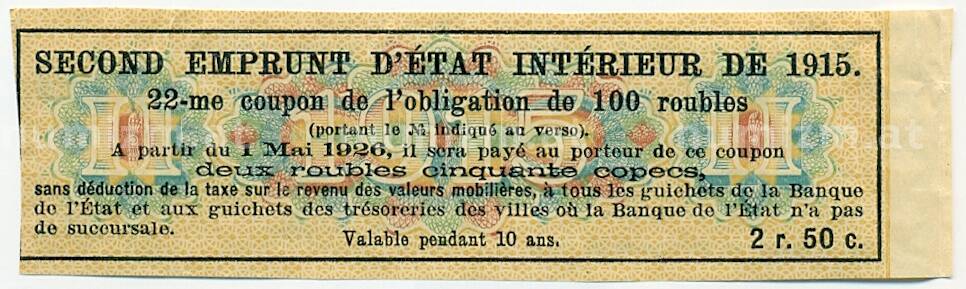 SECOND EMPRUNT D'ÉTAT INTÉRIEUR DE 1915.
22-me coupon de l'obligation de 100 roubles
(portant le № indiqué au verso).
A partir du 1 Mai 1926, il sera payé au porteur de ce coupon
deux roubles cinquante copecs,
sans déduction de la taxe sur le revenu des valeurs mobilières, à tous les guichets de la Banque
de l'État et aux guichets des trésoreries des villes où la Banque de l'État n'a pas
de succursale.
Valable pendant 10 ans.
2 r. 50 c.
II 1915 II